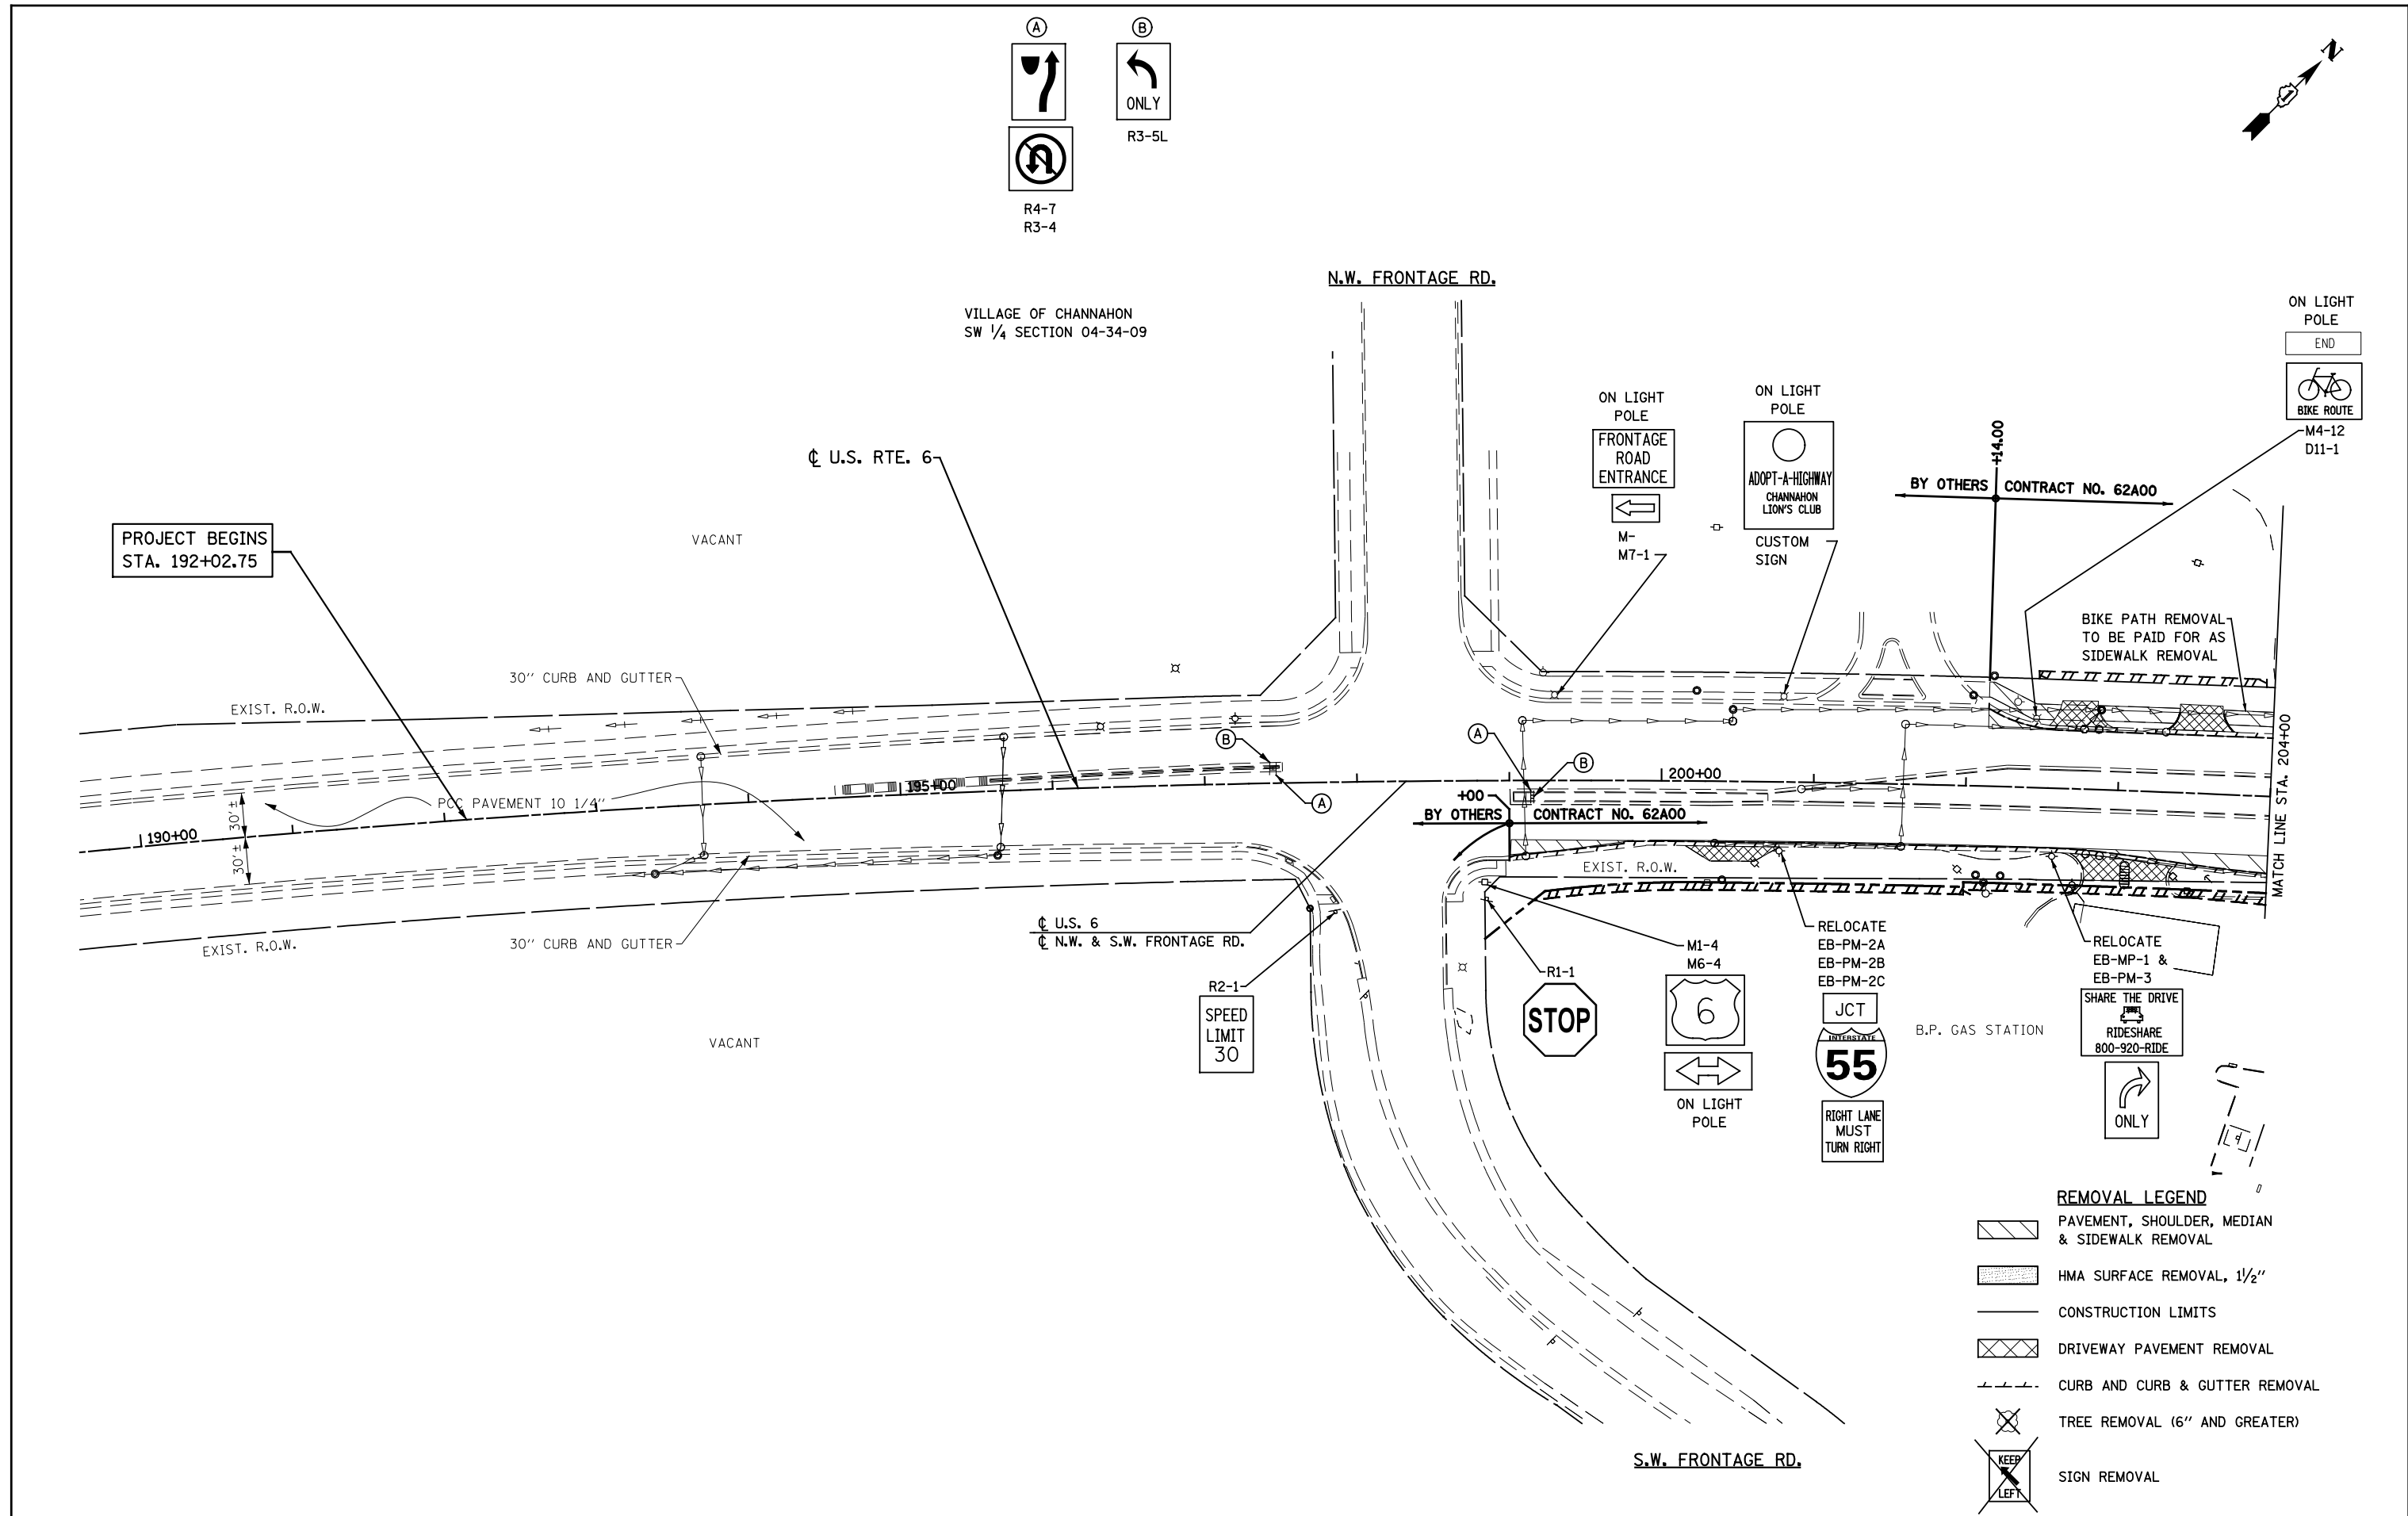 A
B
ONLY
R3-5L
R4-7
R3-4
N
N.W. FRONTAGE RD.
VILLAGE OF CHANNAHON
SW 1/4 SECTION 04-34-09
ON LIGHT
POLE
END
BIKE ROUTE
M4-12
D11-1
ON LIGHT
POLE
FRONTAGE
ROAD
ENTRANCE
M-
M7-1
ON LIGHT
POLE
ADOPT-A-HIGHWAY
CHANNAHON
LION'S CLUB
CUSTOM
SIGN
+14.00
BY OTHERS
CONTRACT NO. 62A00
℄ U.S. RTE. 6
PROJECT BEGINS
STA. 192+02.75
VACANT
BIKE PATH REMOVAL
TO BE PAID FOR AS
SIDEWALK REMOVAL
30" CURB AND GUTTER
EXIST. R.O.W.
B
A
A
B
PCC PAVEMENT 10 1/4"
190+00
195+00
200+00
30'±
30'±
+00
BY OTHERS
CONTRACT NO. 62A00
MATCH LINE STA. 204+00
EXIST. R.O.W.
EXIST. R.O.W.
30" CURB AND GUTTER
℄ U.S. 6
℄ N.W. & S.W. FRONTAGE RD.
VACANT
R2-1
SPEED
LIMIT
30
R1-1
STOP
M1-4
M6-4
6
ON LIGHT
POLE
RELOCATE
EB-PM-2A
EB-PM-2B
EB-PM-2C
JCT
INTERSTATE
55
RIGHT LANE
MUST
TURN RIGHT
B.P. GAS STATION
RELOCATE
EB-MP-1 &
EB-PM-3
SHARE THE DRIVE
RIDESHARE
800-920-RIDE
ONLY
REMOVAL LEGEND
PAVEMENT, SHOULDER, MEDIAN
& SIDEWALK REMOVAL
HMA SURFACE REMOVAL, 1 1/2"
CONSTRUCTION LIMITS
DRIVEWAY PAVEMENT REMOVAL
CURB AND CURB & GUTTER REMOVAL
TREE REMOVAL (6" AND GREATER)
KEEP
LEFT
SIGN REMOVAL
S.W. FRONTAGE RD.